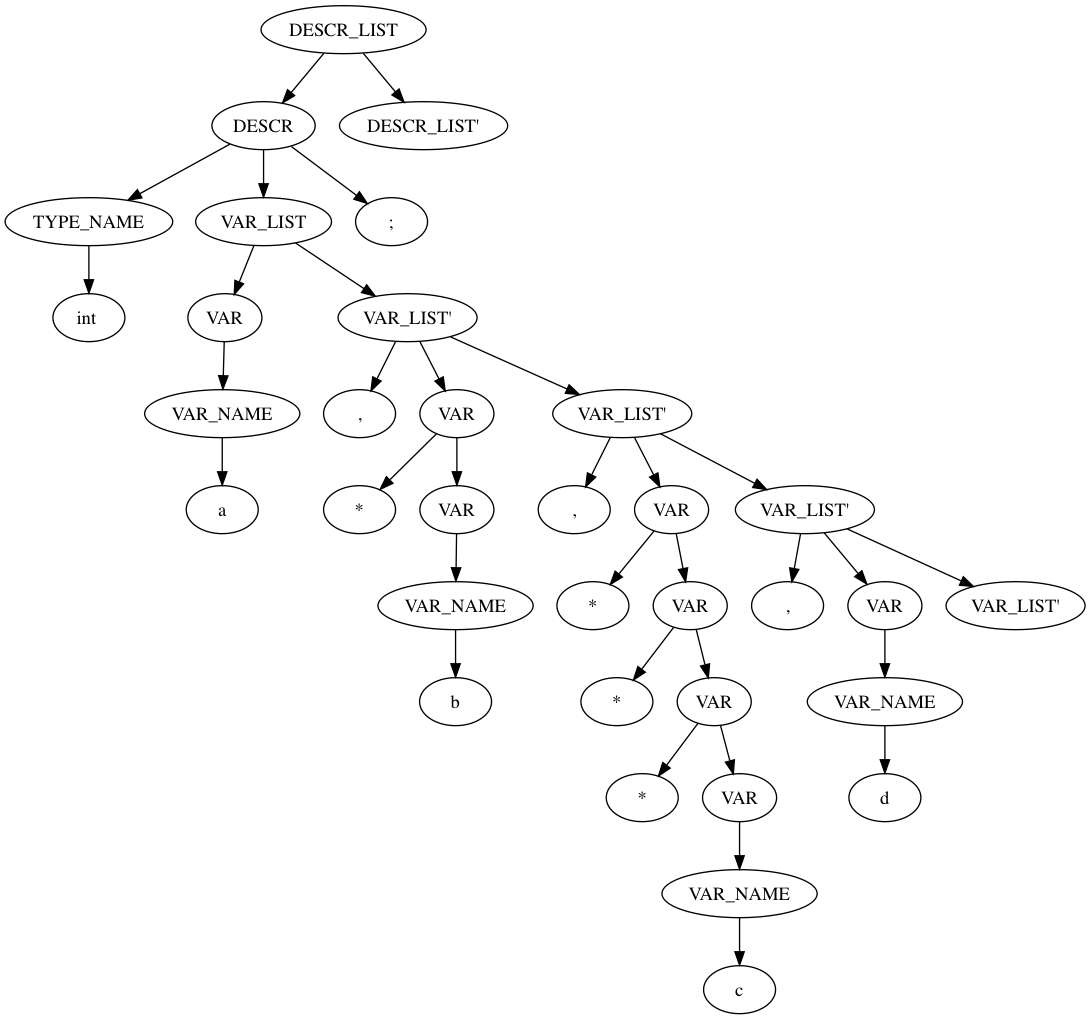 DESCR_LIST
DESCR
DESCR_LIST'
TYPE_NAME
VAR_LIST
;
int
VAR
VAR_LIST'
VAR_NAME
,
VAR
VAR_LIST'
a
*
VAR
,
VAR
VAR_LIST'
VAR_NAME
*
VAR
,
VAR
VAR_LIST'
b
*
VAR
VAR_NAME
*
VAR
d
VAR_NAME
c